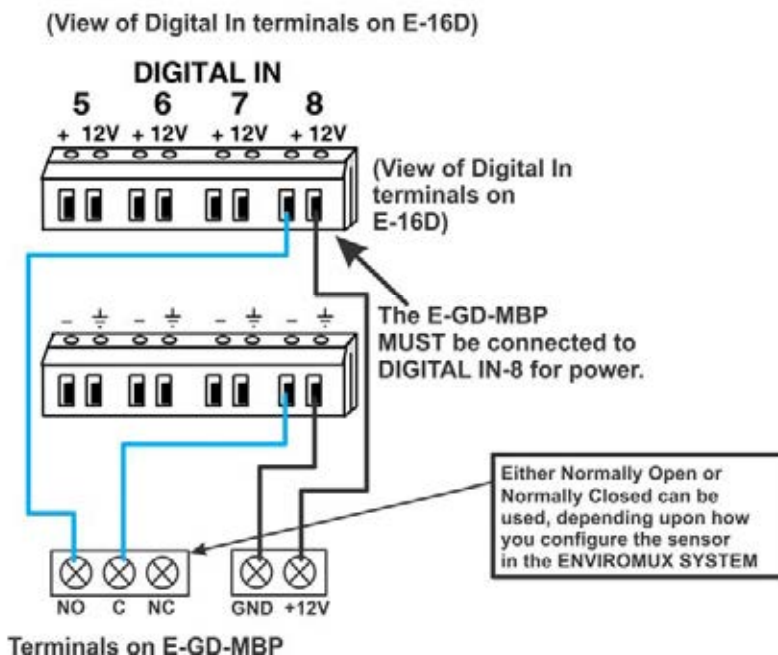 (View of Digital In terminals on E-16D)
DIGITAL IN
5 6 7 8
+ 12V + 12V + 12V + 12V
(View of Digital In
terminals on
E-16D)
- ⏚ - ⏚ - ⏚ - ⏚
The E-GD-MBP
MUST be connected to
DIGITAL IN-8 for power.
Either Normally Open or
Normally Closed can be
used, depending upon how
you configure the sensor
in the ENVIROMUX SYSTEM
NO C NC GND +12V
Terminals on E-GD-MBP